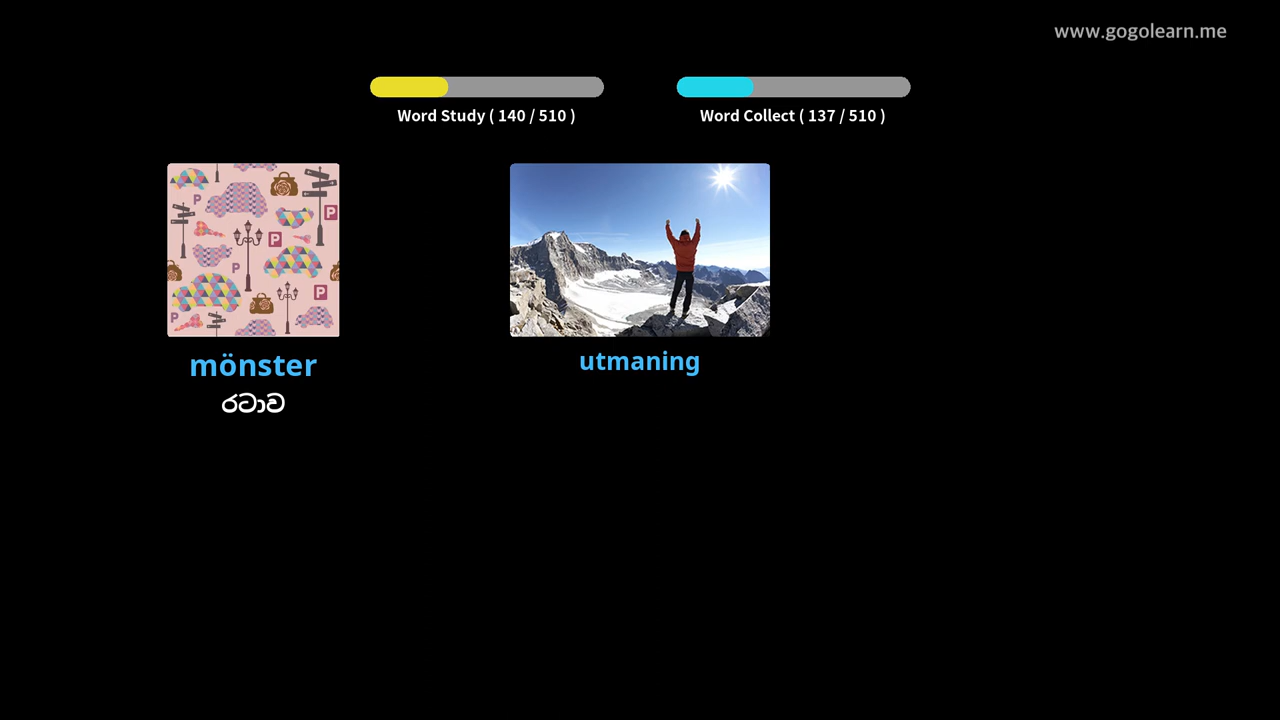 www.gogolearn.me
Word Study ( 140 / 510 )
Word Collect ( 137 / 510 )
P
P
P
P
P
P
mönster
රටාව
utmaning